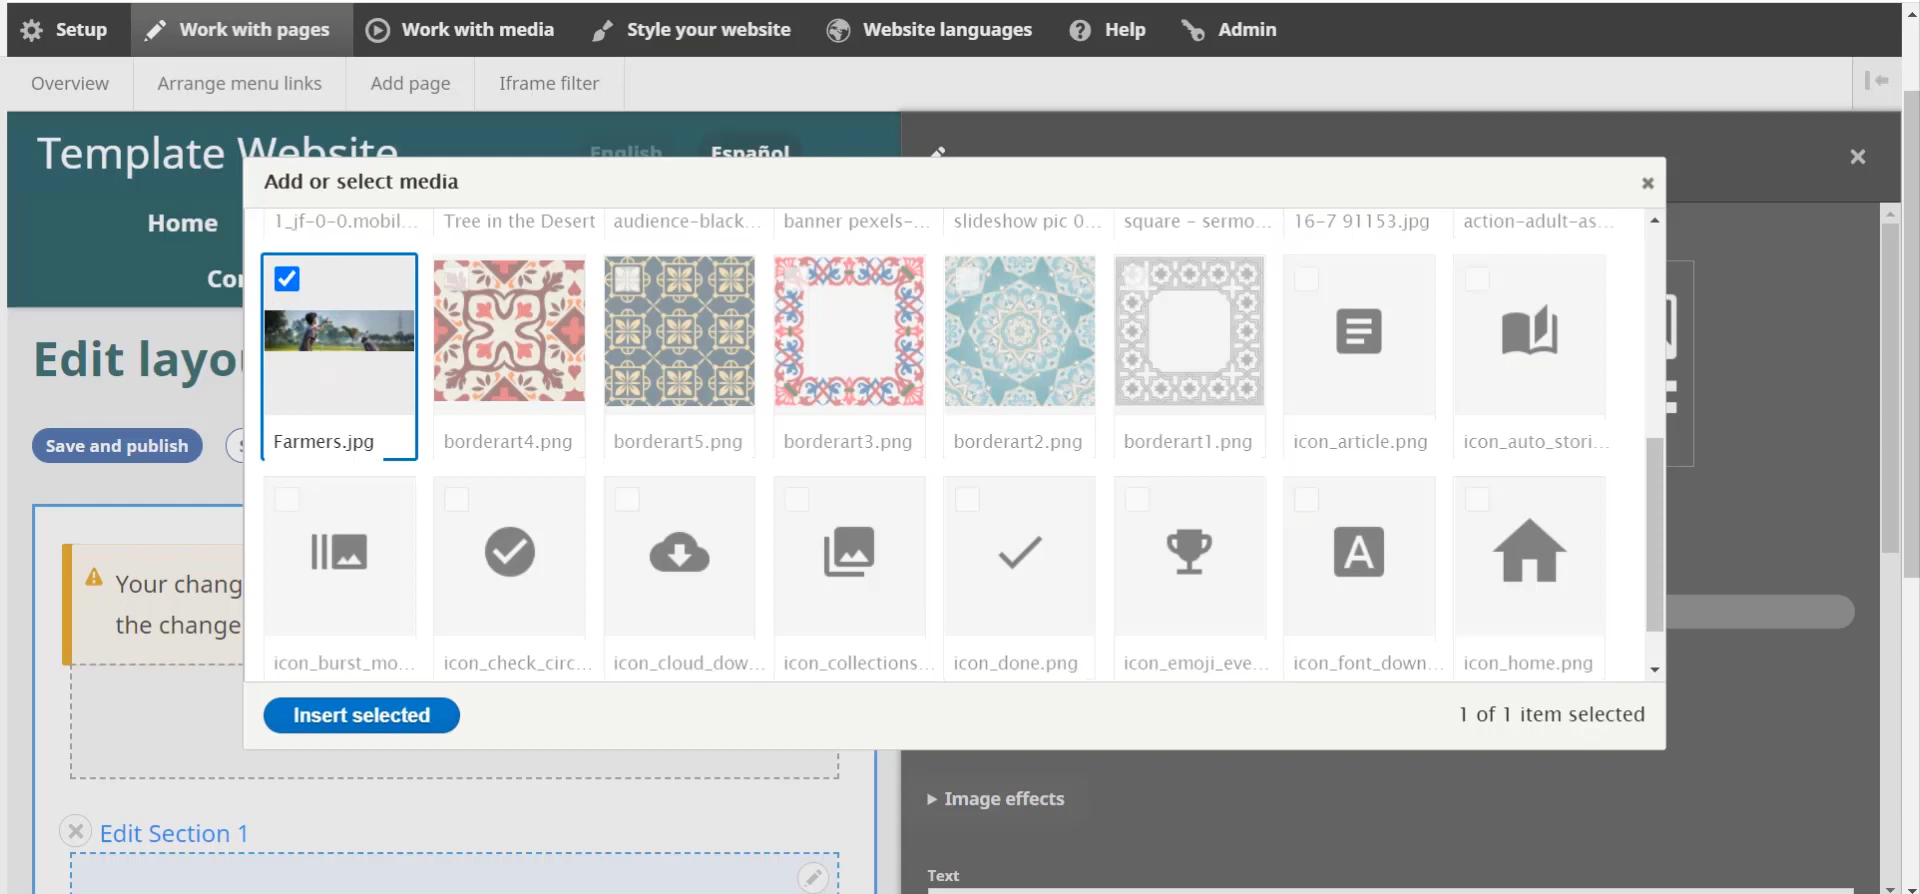 Setup
Work with pages
Work with media
Style your website
Website languages
Help
Admin
Overview
Arrange menu links
Add page
Iframe filter
Template Website
English
Español
Home
Edit layo
Save and publish
Your chang
the change
Edit Section 1
Add or select media
1_jf-0-0.mobil...
Tree in the Desert
audience-black...
banner pexels-...
slideshow pic 0...
square - sermo...
16-7 91153.jpg
action-adult-as...
Farmers.jpg
borderart4.png
borderart5.png
borderart3.png
borderart2.png
borderart1.png
icon_article.png
icon_auto_stori...
icon_burst_mo...
icon_check_circ...
icon_cloud_dow...
icon_collections...
icon_done.png
icon_emoji_eve...
icon_font_down...
icon_home.png
Insert selected
1 of 1 item selected
Image effects
Text